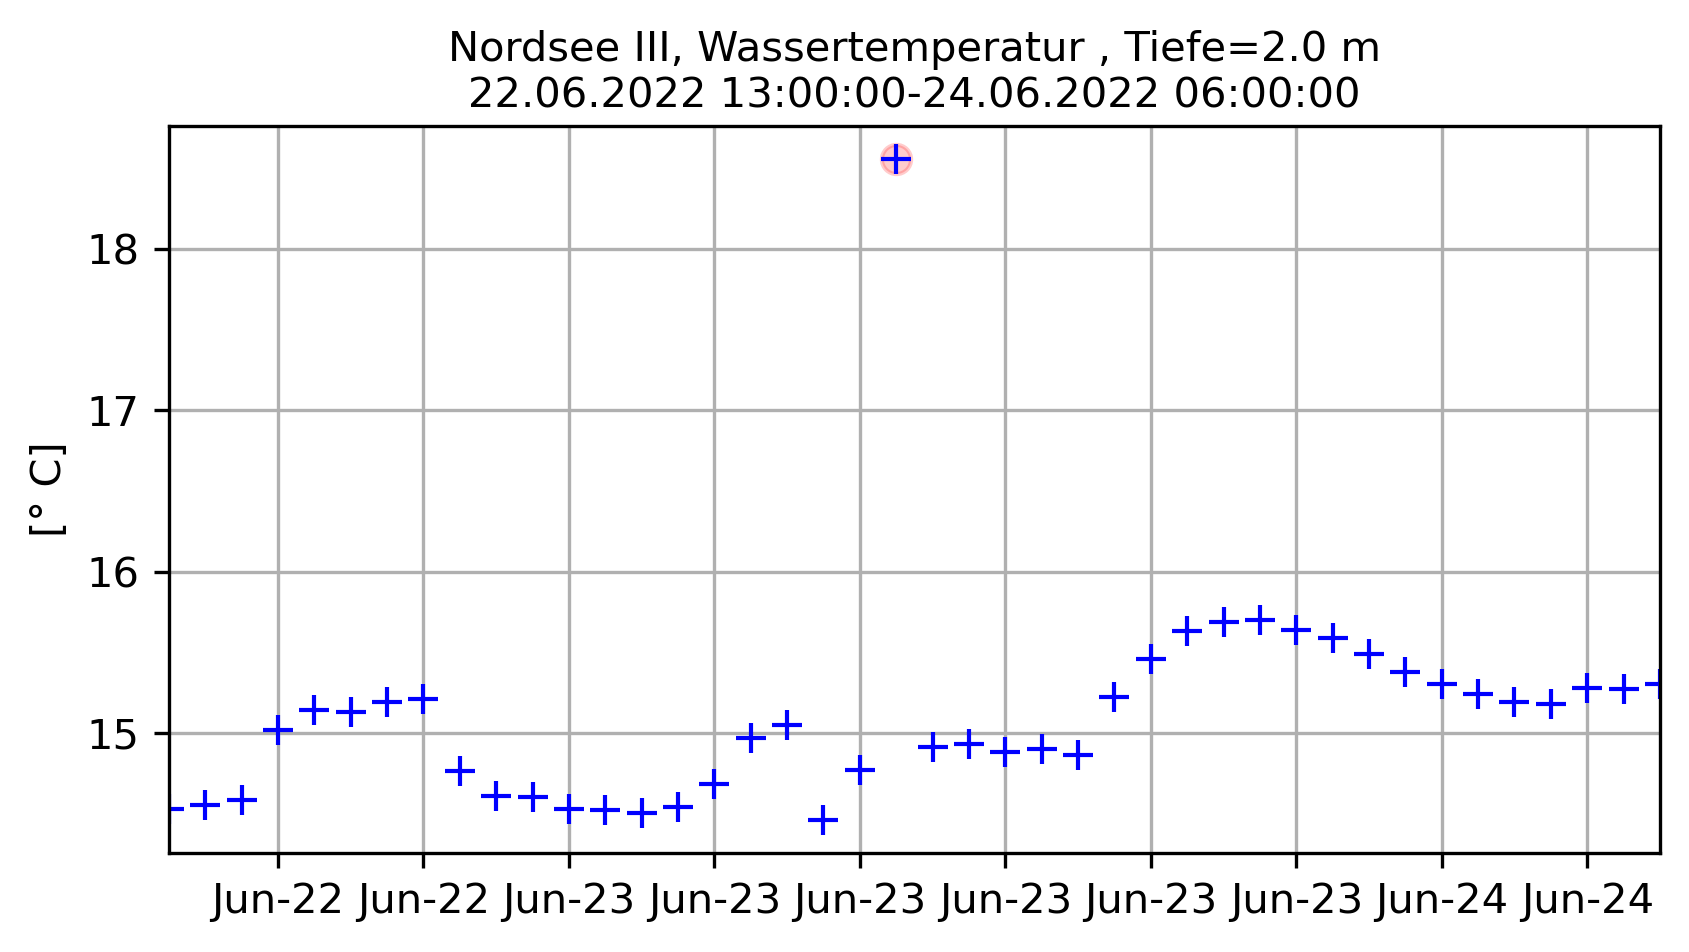 Nordsee III, Wassertemperatur , Tiefe=2.0 m
22.06.2022 13:00:00-24.06.2022 06:00:00
18
17
16
15
[° C]
Jun-22 Jun-22 Jun-23 Jun-23 Jun-23 Jun-23 Jun-23 Jun-23 Jun-24 Jun-24